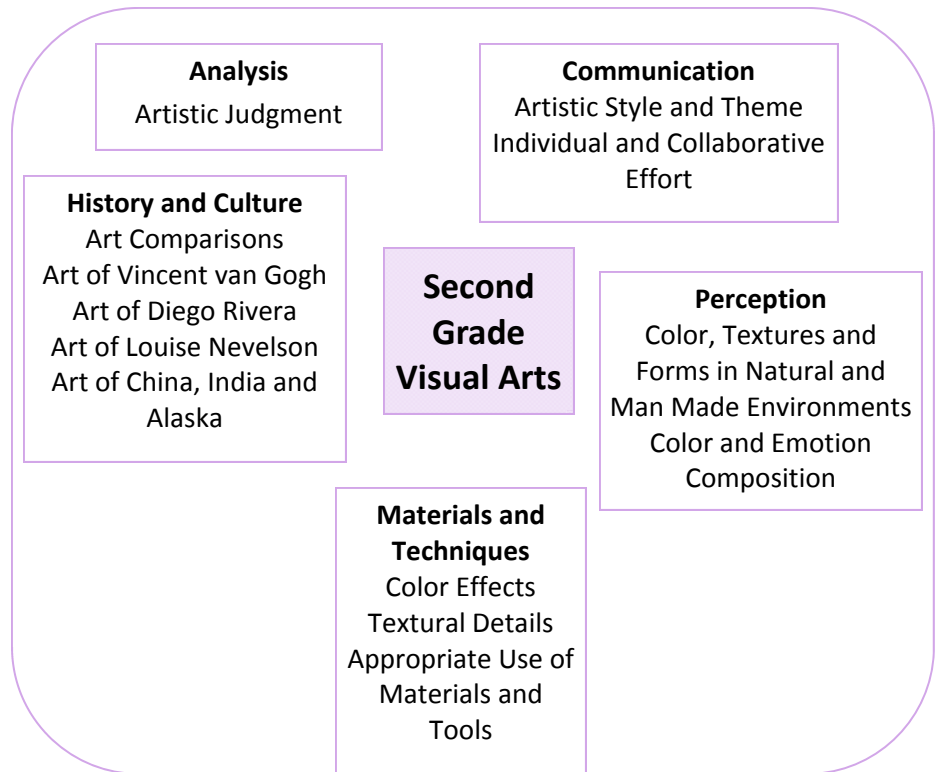 Analysis
Artistic Judgment
Communication
Artistic Style and Theme
Individual and Collaborative
Effort
History and Culture
Art Comparisons
Art of Vincent van Gogh
Art of Diego Rivera
Art of Louise Nevelson
Art of China, India and
Alaska
Second
Grade
Visual Arts
Perception
Color, Textures and
Forms in Natural and
Man Made Environments
Color and Emotion
Composition
Materials and
Techniques
Color Effects
Textural Details
Appropriate Use of
Materials and
Tools